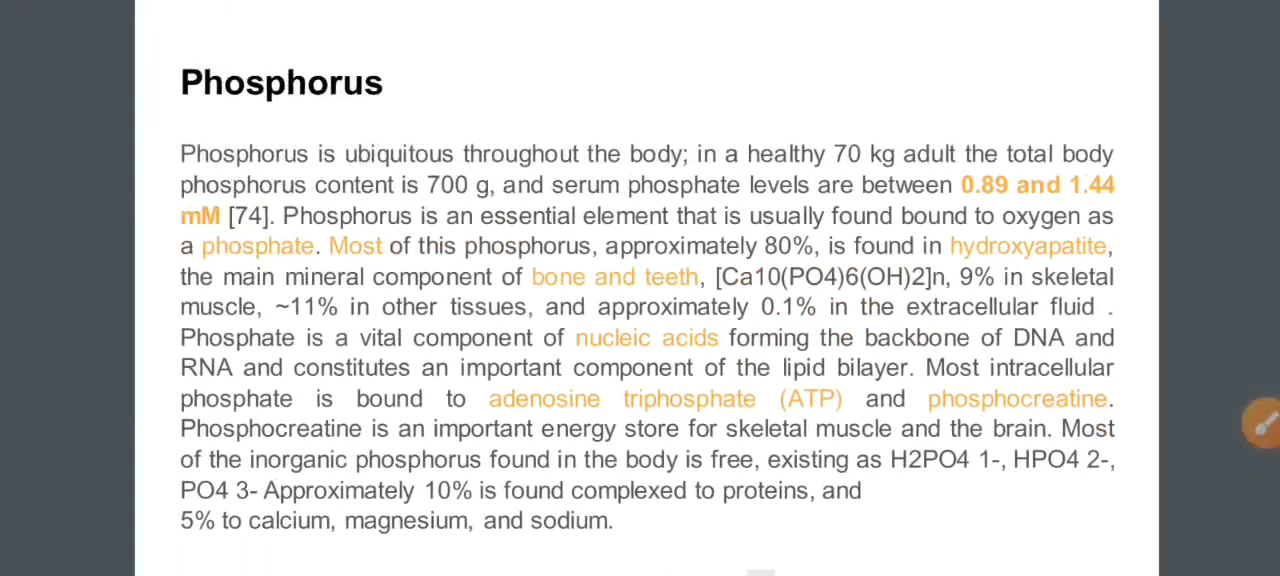 Phosphorus
Phosphorus is ubiquitous throughout the body; in a healthy 70 kg adult the total body
phosphorus content is 700 g, and serum phosphate levels are between 0.89 and 1.44
mM [74]. Phosphorus is an essential element that is usually found bound to oxygen as
a phosphate. Most of this phosphorus, approximately 80%, is found in hydroxyapatite,
the main mineral component of bone and teeth, [Ca10(PO4)6(OH)2]n, 9% in skeletal
muscle, ~11% in other tissues, and approximately 0.1% in the extracellular fluid .
Phosphate is a vital component of nucleic acids forming the backbone of DNA and
RNA and constitutes an important component of the lipid bilayer. Most intracellular
phosphate is bound to adenosine triphosphate (ATP) and phosphocreatine.
Phosphocreatine is an important energy store for skeletal muscle and the brain. Most
of the inorganic phosphorus found in the body is free, existing as H2PO4 1-, HPO4 2-,
PO4 3- Approximately 10% is found complexed to proteins, and
5% to calcium, magnesium, and sodium.